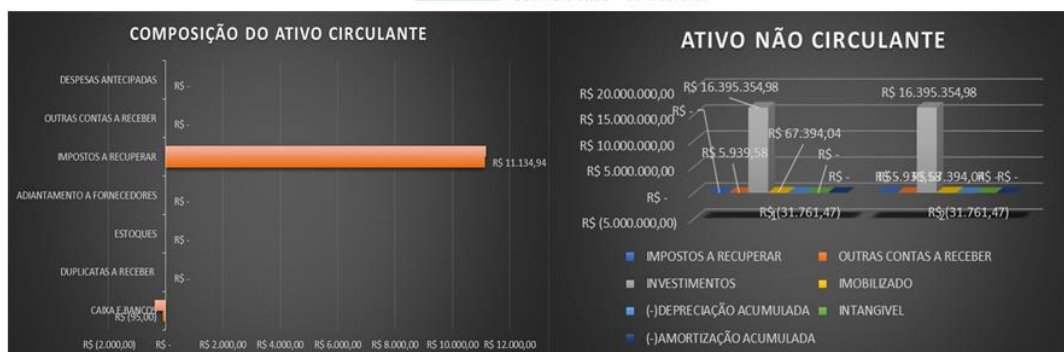 COMPOSIÇÃO DO ATIVO CIRCULANTE
DESPESAS ANTECIPADAS
R$ -
OUTRAS CONTAS A RECEBER
R$ -
IMPOSTOS A RECUPERAR
R$ 11.134,94
ADIANTAMENTO A FORNECEDORES
R$ -
ESTOQUES
R$ -
DUPLICATAS A RECEBER
R$ -
CAIXA E BANCOS
R$ (95,00)
R$ (2.000,00) R$ - R$ 2.000,00 R$ 4.000,00 R$ 6.000,00 R$ 8.000,00 R$ 10.000,00 R$ 12.000,00
ATIVO NÃO CIRCULANTE
R$ 20.000.000,00
R$ 15.000.000,00
R$ 10.000.000,00
R$ 5.000.000,00
R$ -
R$ (5.000.000,00)
R$ 16.395.354,98 R$ 16.395.354,98
R$ -
R$ 67.394,04
R$ 5.939,58
R$ -
R$ -
R$ -R$ -
R$ (31.761,47) R$ (31.761,47)
1 2
IMPOSTOS A RECUPERAR OUTRAS CONTAS A RECEBER
INVESTIMENTOS IMOBILIZADO
(-)DEPRECIAÇÃO ACUMULADA INTANGIVEL
(-)AMORTIZAÇÃO ACUMULADA